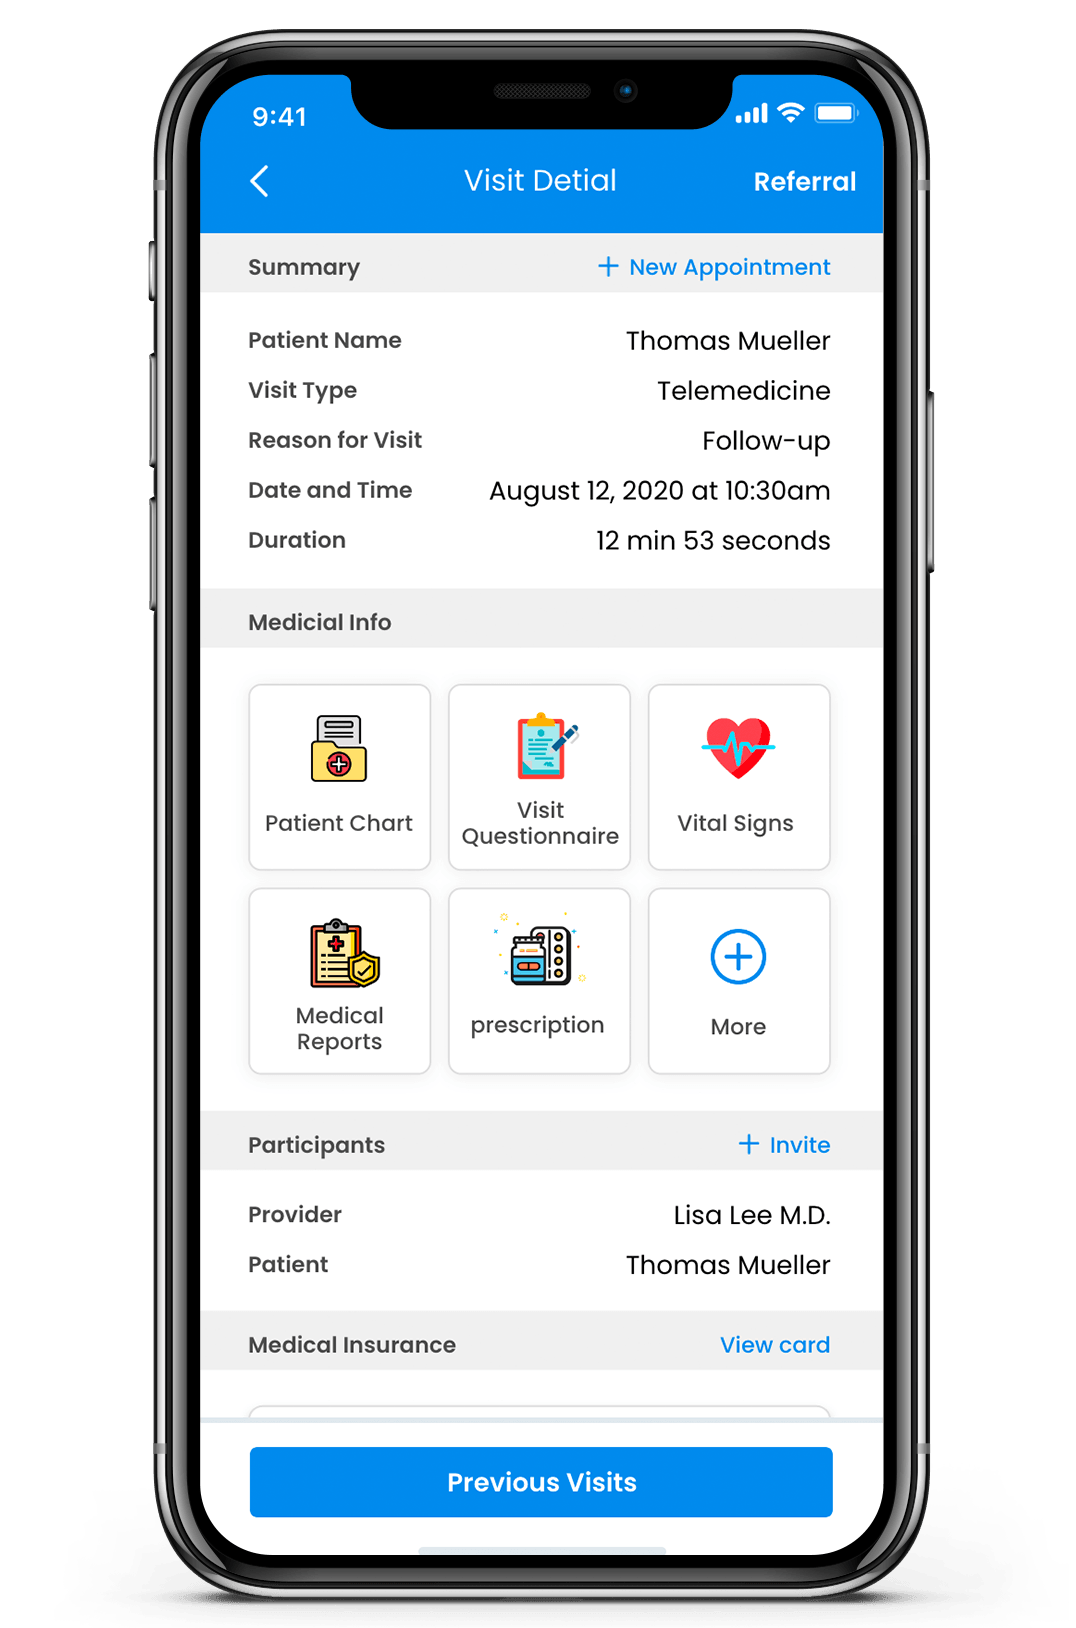 9:41
Visit Detial
Referral
Summary
+ New Appointment
Patient Name
Thomas Mueller
Visit Type
Telemedicine
Reason for Visit
Follow-up
Date and Time
August 12, 2020 at 10:30am
Duration
12 min 53 seconds
Medicial Info
Patient Chart
Visit
Questionnaire
Vital Signs
Medical
Reports
prescription
More
Participants
+ Invite
Provider
Lisa Lee M.D.
Patient
Thomas Mueller
Medical Insurance
View card
Previous Visits